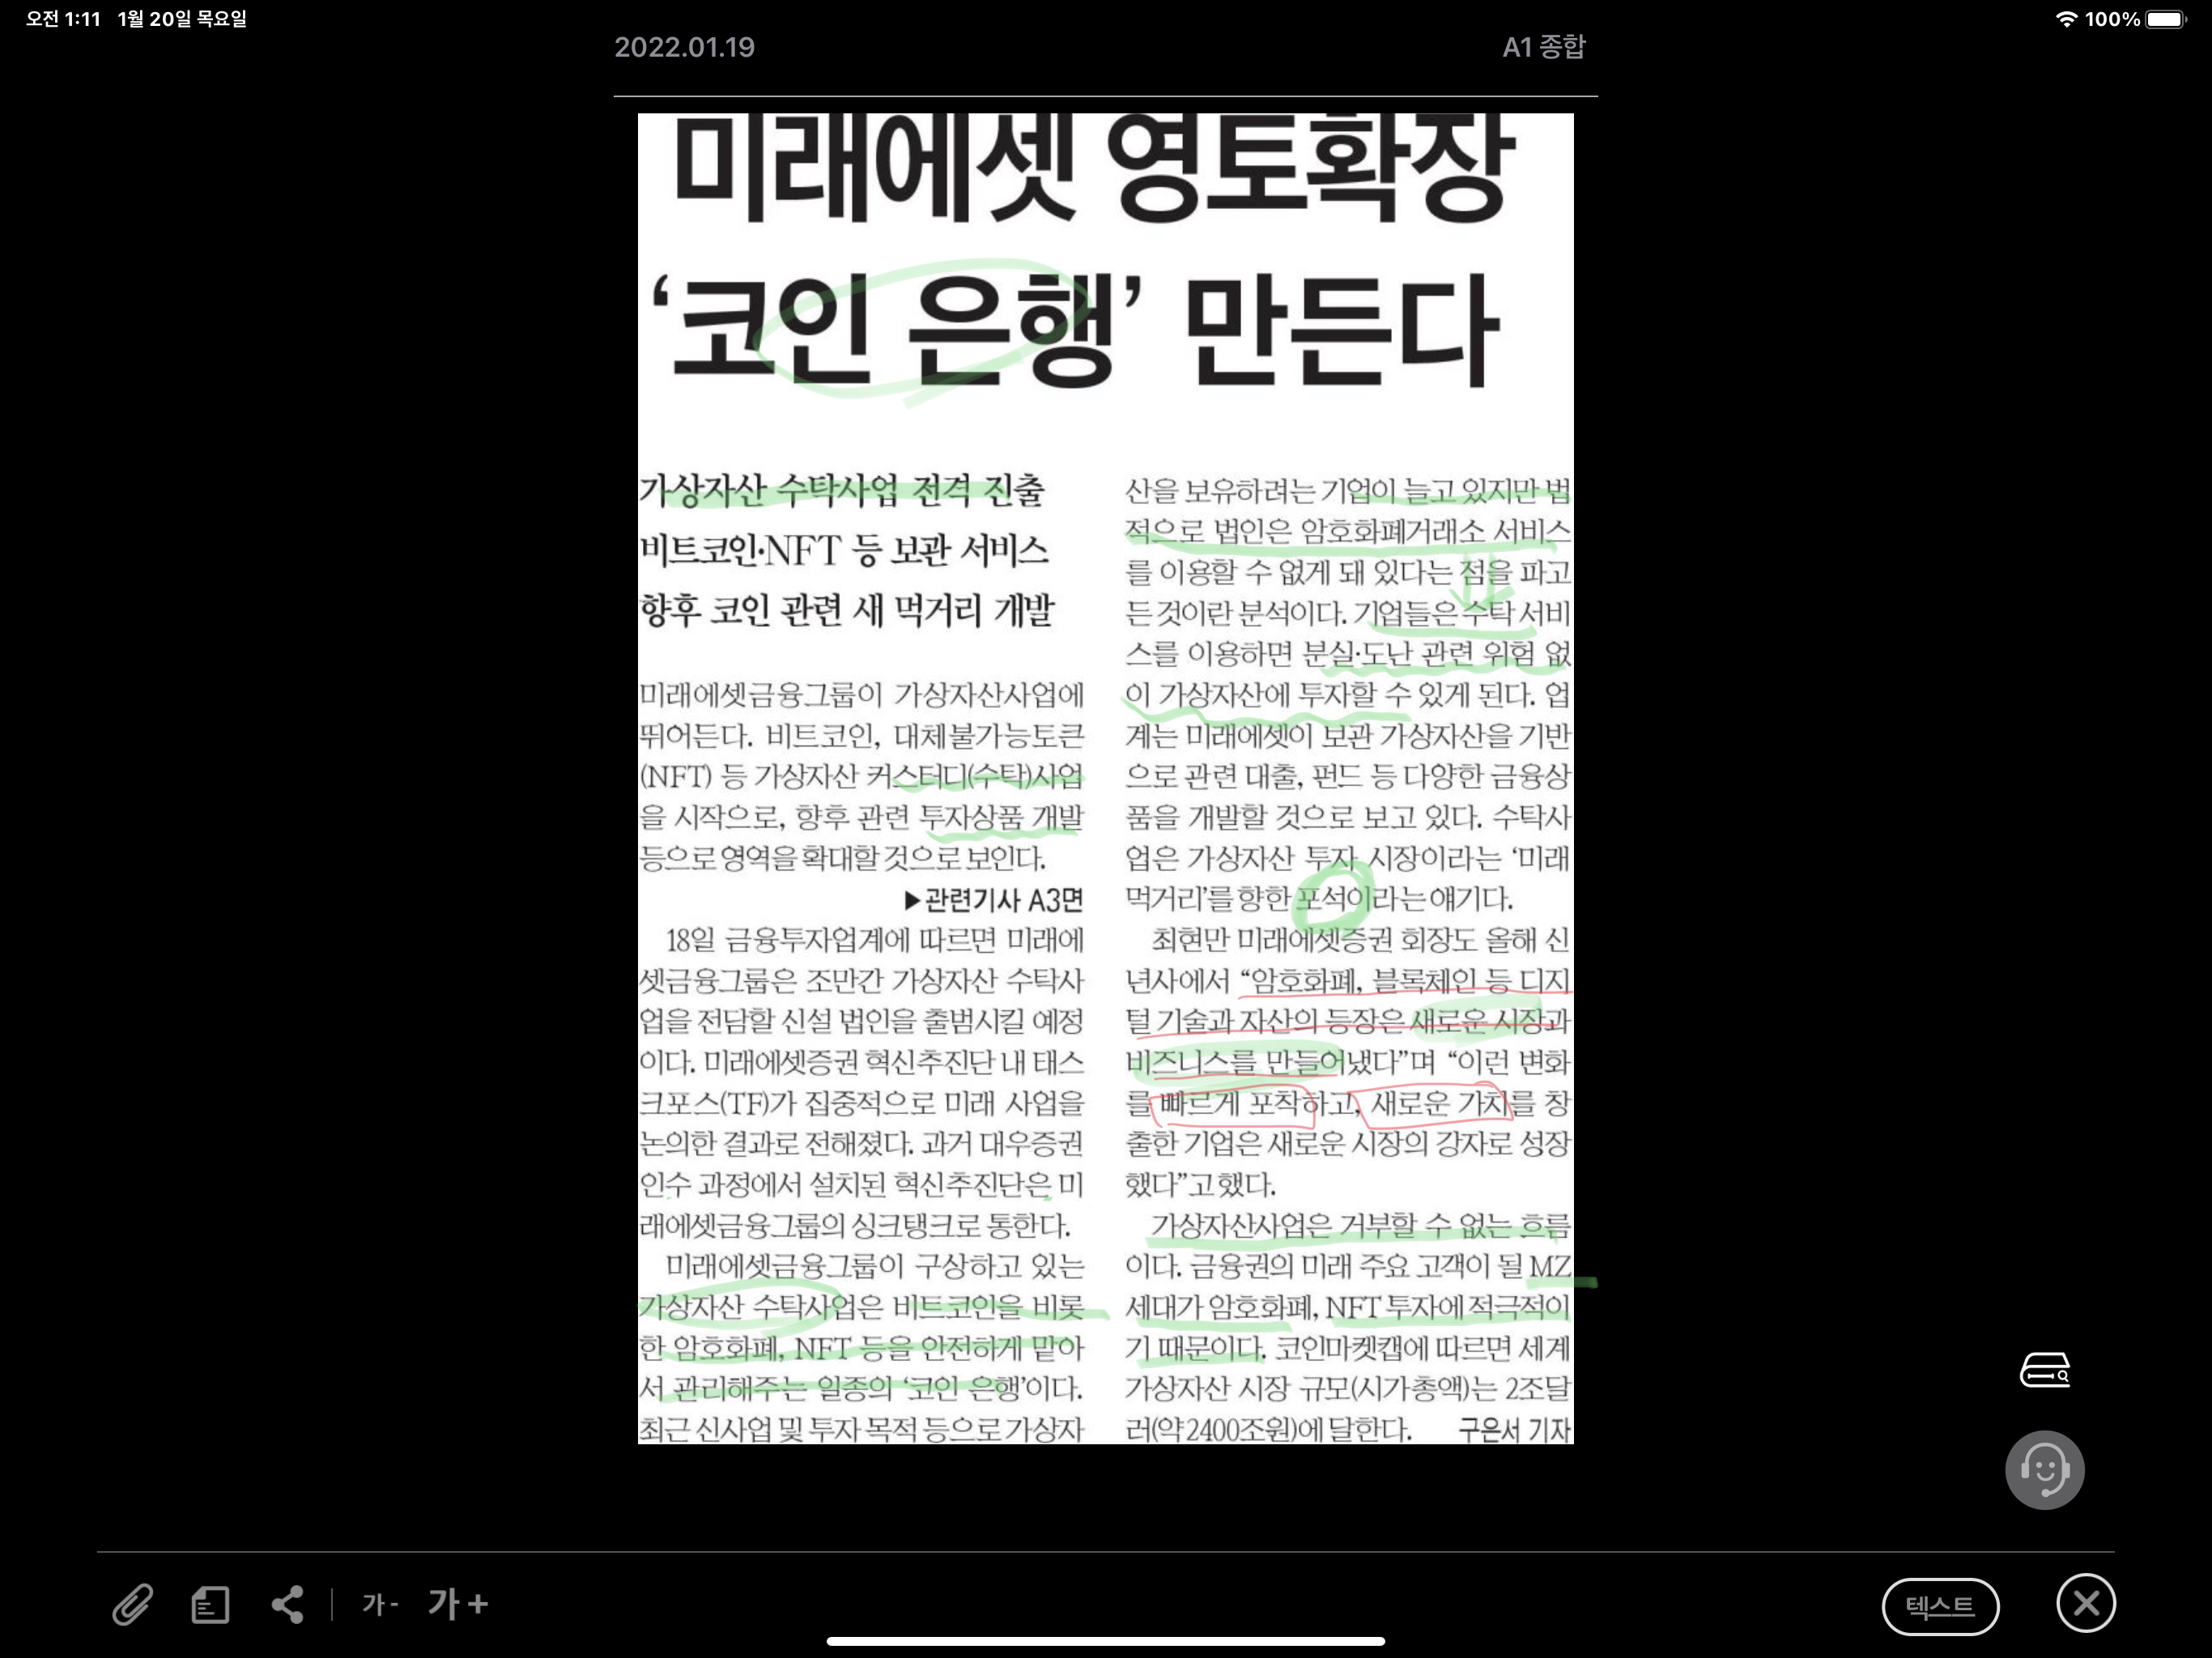 오전 1:11 1월 20일 목요일
100%
2022.01.19
A1 종합
미래에셋 영토확장
‘코인 은행’ 만든다
가상자산 수탁사업 전격 진출
비트코인·NFT 등 보관 서비스
향후 코인 관련 새 먹거리 개발
미래에셋금융그룹이 가상자산사업에
뛰어든다. 비트코인, 대체불가능토큰
(NFT) 등 가상자산 커스터디(수탁)사업
을 시작으로, 향후 관련 투자상품 개발
등으로 영역을 확대할 것으로 보인다.
▶관련기사 A3면
18일 금융투자업계에 따르면 미래에
셋금융그룹은 조만간 가상자산 수탁사
업을 전담할 신설 법인을 출범시킬 예정
이다. 미래에셋증권 혁신추진단 내 태스
크포스(TF)가 집중적으로 미래 사업을
논의한 결과로 전해졌다. 과거 대우증권
인수 과정에서 설치된 혁신추진단은 미
래에셋금융그룹의 싱크탱크로 통한다.
미래에셋금융그룹이 구상하고 있는
가상자산 수탁사업은 비트코인을 비롯
한 암호화폐, NFT 등을 안전하게 맡아
서 관리해주는 일종의 ‘코인 은행’이다.
최근 신사업 및 투자 목적 등으로 가상자
산을 보유하려는 기업이 늘고 있지만 법
적으로 법인은 암호화폐거래소 서비스
를 이용할 수 없게 돼 있다는 점을 파고
든 것이란 분석이다. 기업들은 수탁 서비
스를 이용하면 분실·도난 관련 위험 없
이 가상자산에 투자할 수 있게 된다. 업
계는 미래에셋이 보관 가상자산을 기반
으로 관련 대출, 펀드 등 다양한 금융상
품을 개발할 것으로 보고 있다. 수탁사
업은 가상자산 투자 시장이라는 ‘미래
먹거리’를 향한 포석이라는 얘기다.
최현만 미래에셋증권 회장도 올해 신
년사에서 “암호화폐, 블록체인 등 디지
털 기술과 자산의 등장은 새로운 시장과
비즈니스를 만들어냈다”며 “이런 변화
를 빠르게 포착하고, 새로운 가치를 창
출한 기업은 새로운 시장의 강자로 성장
했다”고 했다.
가상자산사업은 거부할 수 없는 흐름
이다. 금융권의 미래 주요 고객이 될 MZ
세대가 암호화폐, NFT 투자에 적극적이
기 때문이다. 코인마켓캡에 따르면 세계
가상자산 시장 규모(시가총액)는 2조달
러(약 2400조원)에 달한다. 구은서 기자
가 - 가 +
텍스트